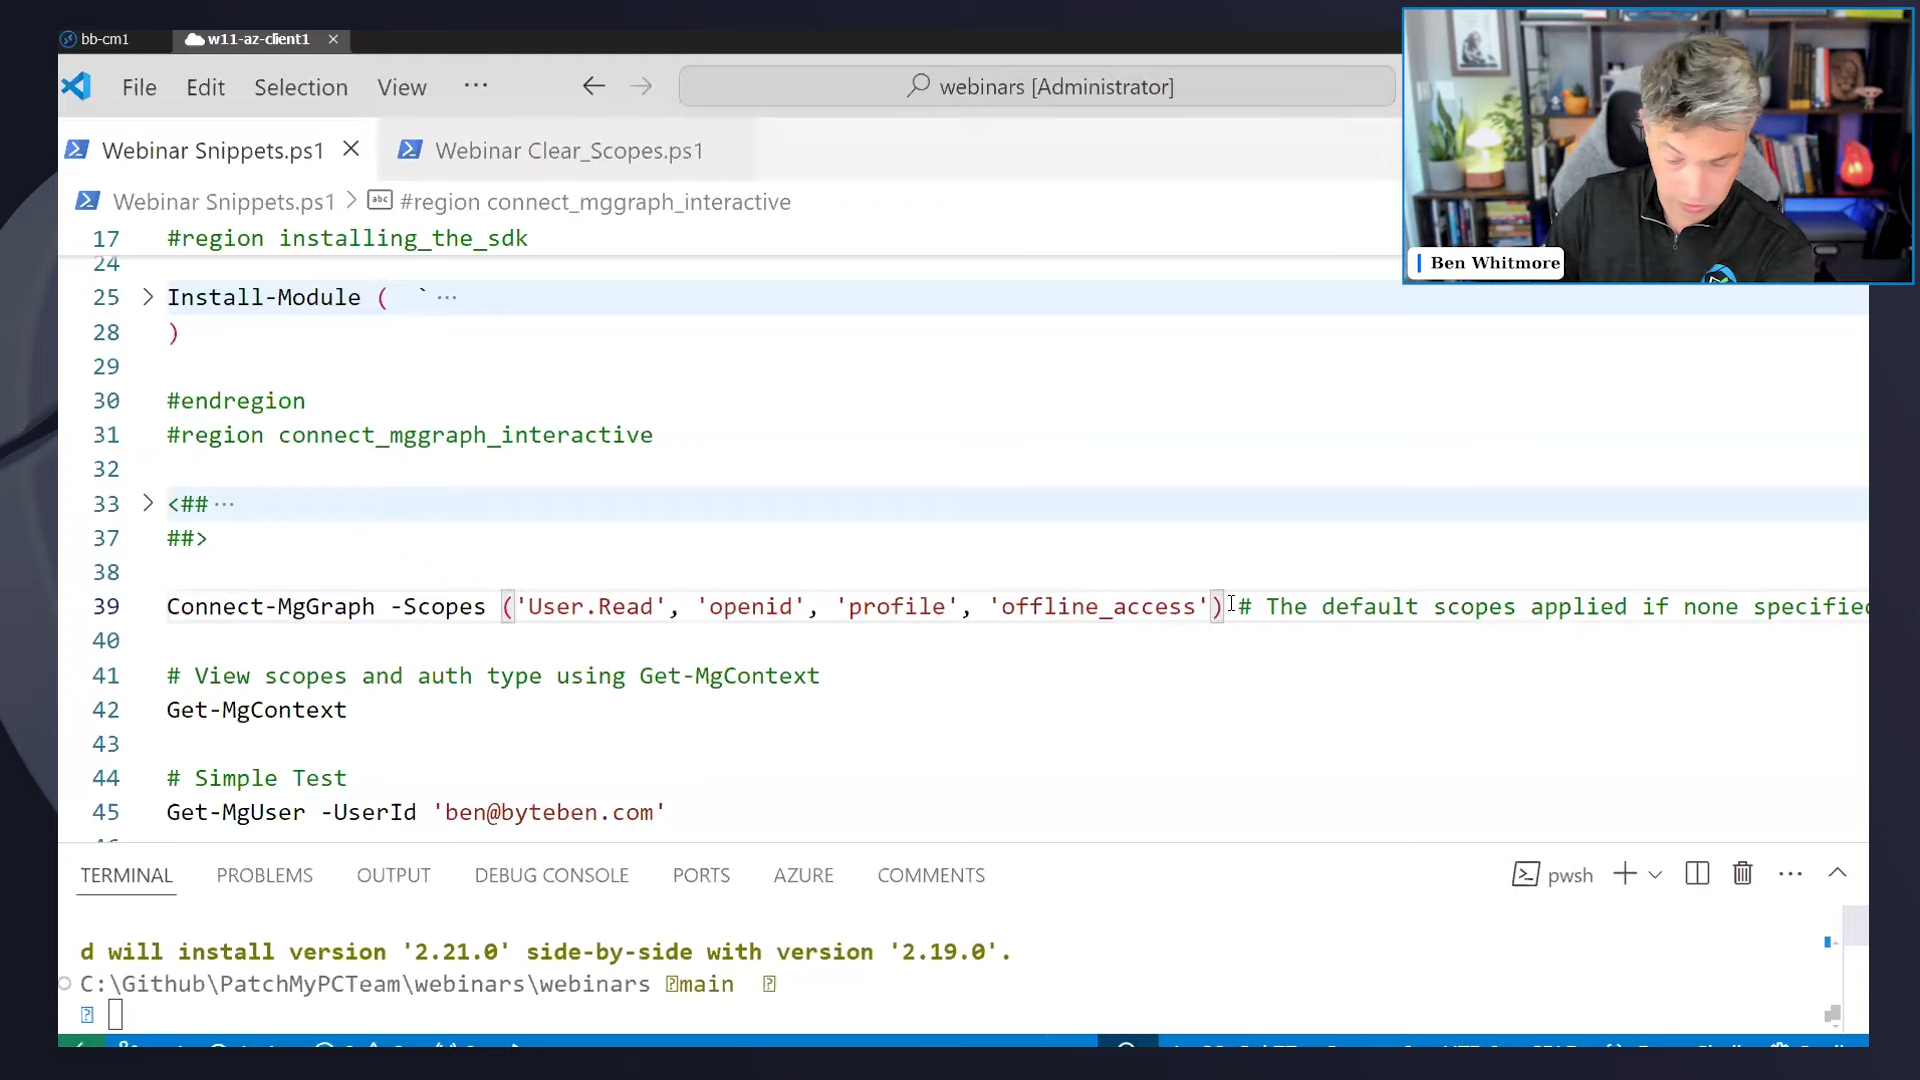 bb-cm1
w11-az-client1
File Edit Selection View ···
webinars [Administrator]
Webinar Snippets.ps1
Webinar Clear_Scopes.ps1
Webinar Snippets.ps1 > #region connect_mggraph_interactive
17 #region installing_the_sdk
24
25 Install-Module ( ` ···
28 )
29
30 #endregion
31 #region connect_mggraph_interactive
32
33 <## ···
37 ##>
38
39 Connect-MgGraph -Scopes ('User.Read', 'openid', 'profile', 'offline_access') # The default scopes applied if none specified
40
41 # View scopes and auth type using Get-MgContext
42 Get-MgContext
43
44 # Simple Test
45 Get-MgUser -UserId 'ben@byteben.com'
Ben Whitmore
TERMINAL PROBLEMS OUTPUT DEBUG CONSOLE PORTS AZURE COMMENTS
pwsh
d will install version '2.21.0' side-by-side with version '2.19.0'.
C:\Github\PatchMyPCTeam\webinars\webinars main